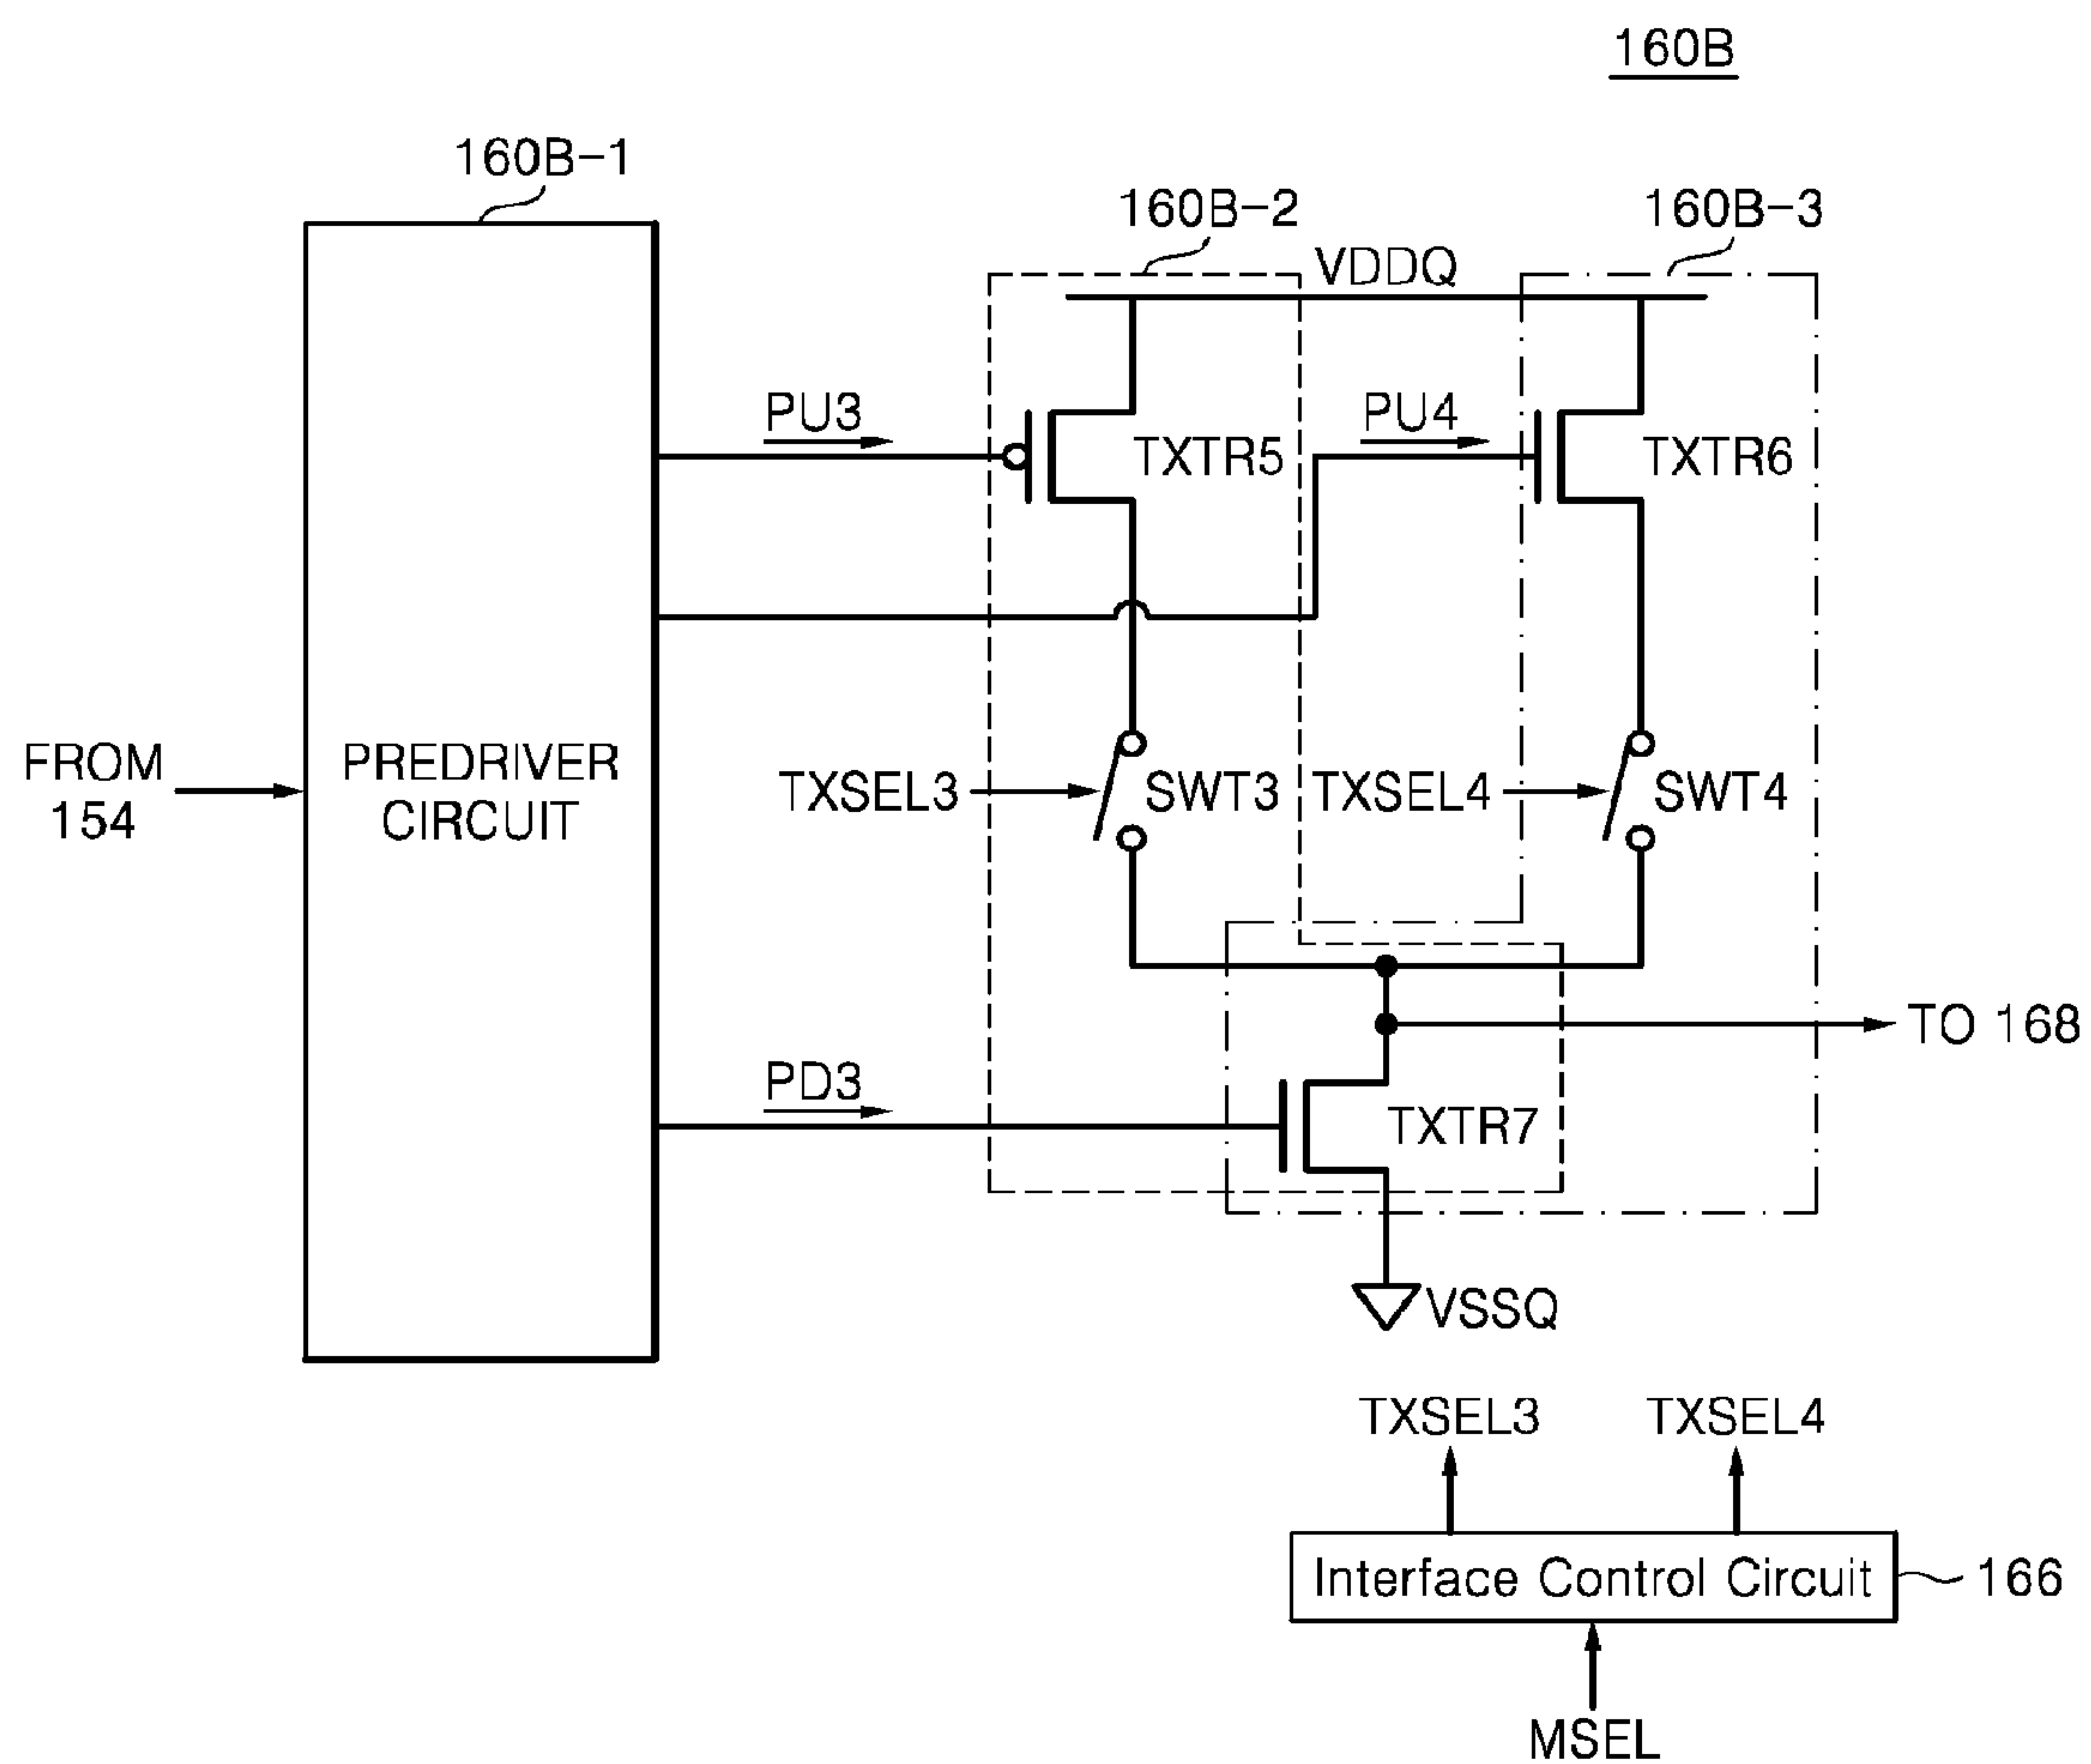 160B
160B-1
160B-2
160B-3
VDDQ
PU3
PU4
TXTR5
TXTR6
FROM
154
PREDRIVER
CIRCUIT
TXSEL3
SWT3
TXSEL4
SWT4
TO 168
PD3
TXTR7
VSSQ
TXSEL3
TXSEL4
Interface Control Circuit
166
MSEL